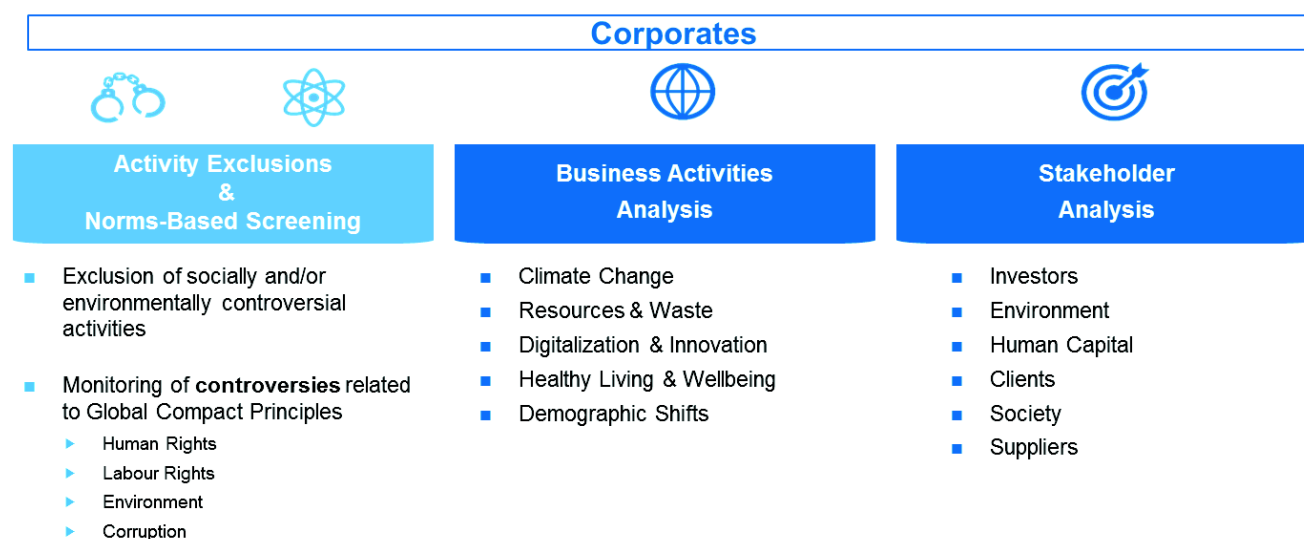 Corporates
Activity Exclusions
&
Norms-Based Screening
Exclusion of socially and/or
environmentally controversial
activities
Monitoring of controversies related
to Global Compact Principles
Human Rights
Labour Rights
Environment
Corruption
Business Activities
Analysis
Climate Change
Resources & Waste
Digitalization & Innovation
Healthy Living & Wellbeing
Demographic Shifts
Stakeholder
Analysis
Investors
Environment
Human Capital
Clients
Society
Suppliers